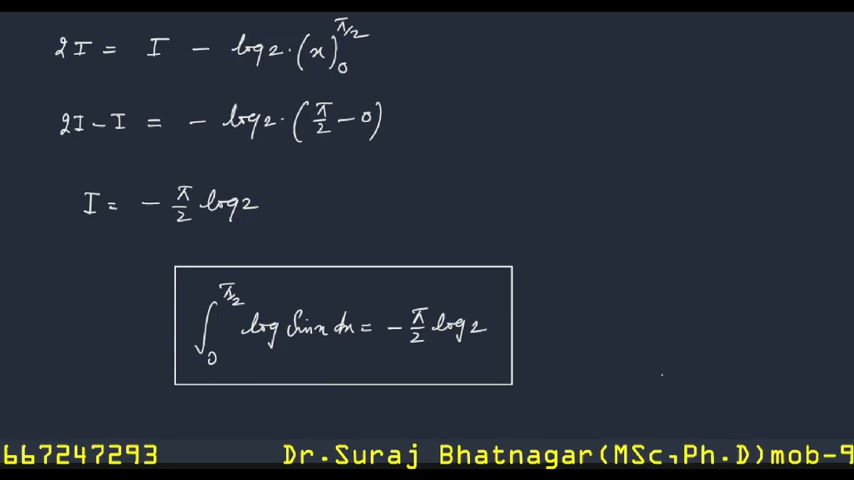 2I = I - log2·(x)₀^π/2
2I - I = - log2·(π/2 - 0)
I = - π/2 log2
∫₀^π/2 log Sinx dx = - π/2 log2
667247293 Dr.Suraj Bhatnagar(MSc,Ph.D)mob-9